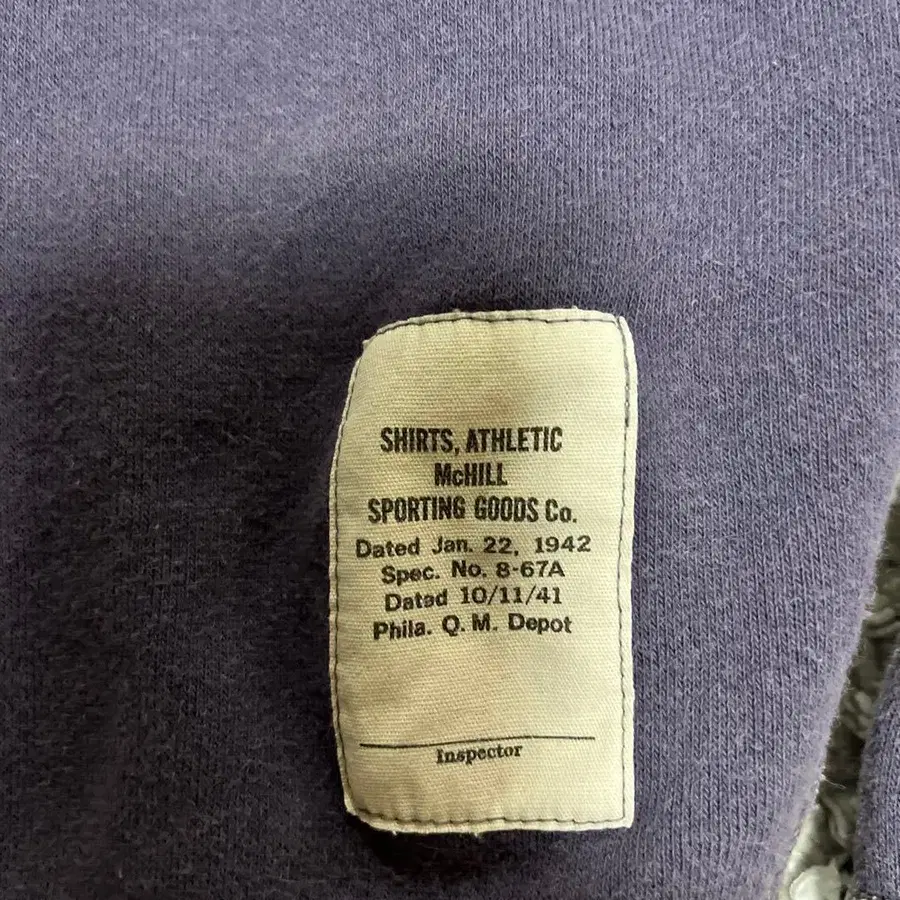 SHIRTS, ATHLETIC
McHILL
SPORTING GOODS Co.
Dated Jan. 22, 1942
Spec. No. 8-67A
Dated 10/11/41
Phila. Q. M. Depot
Inspector